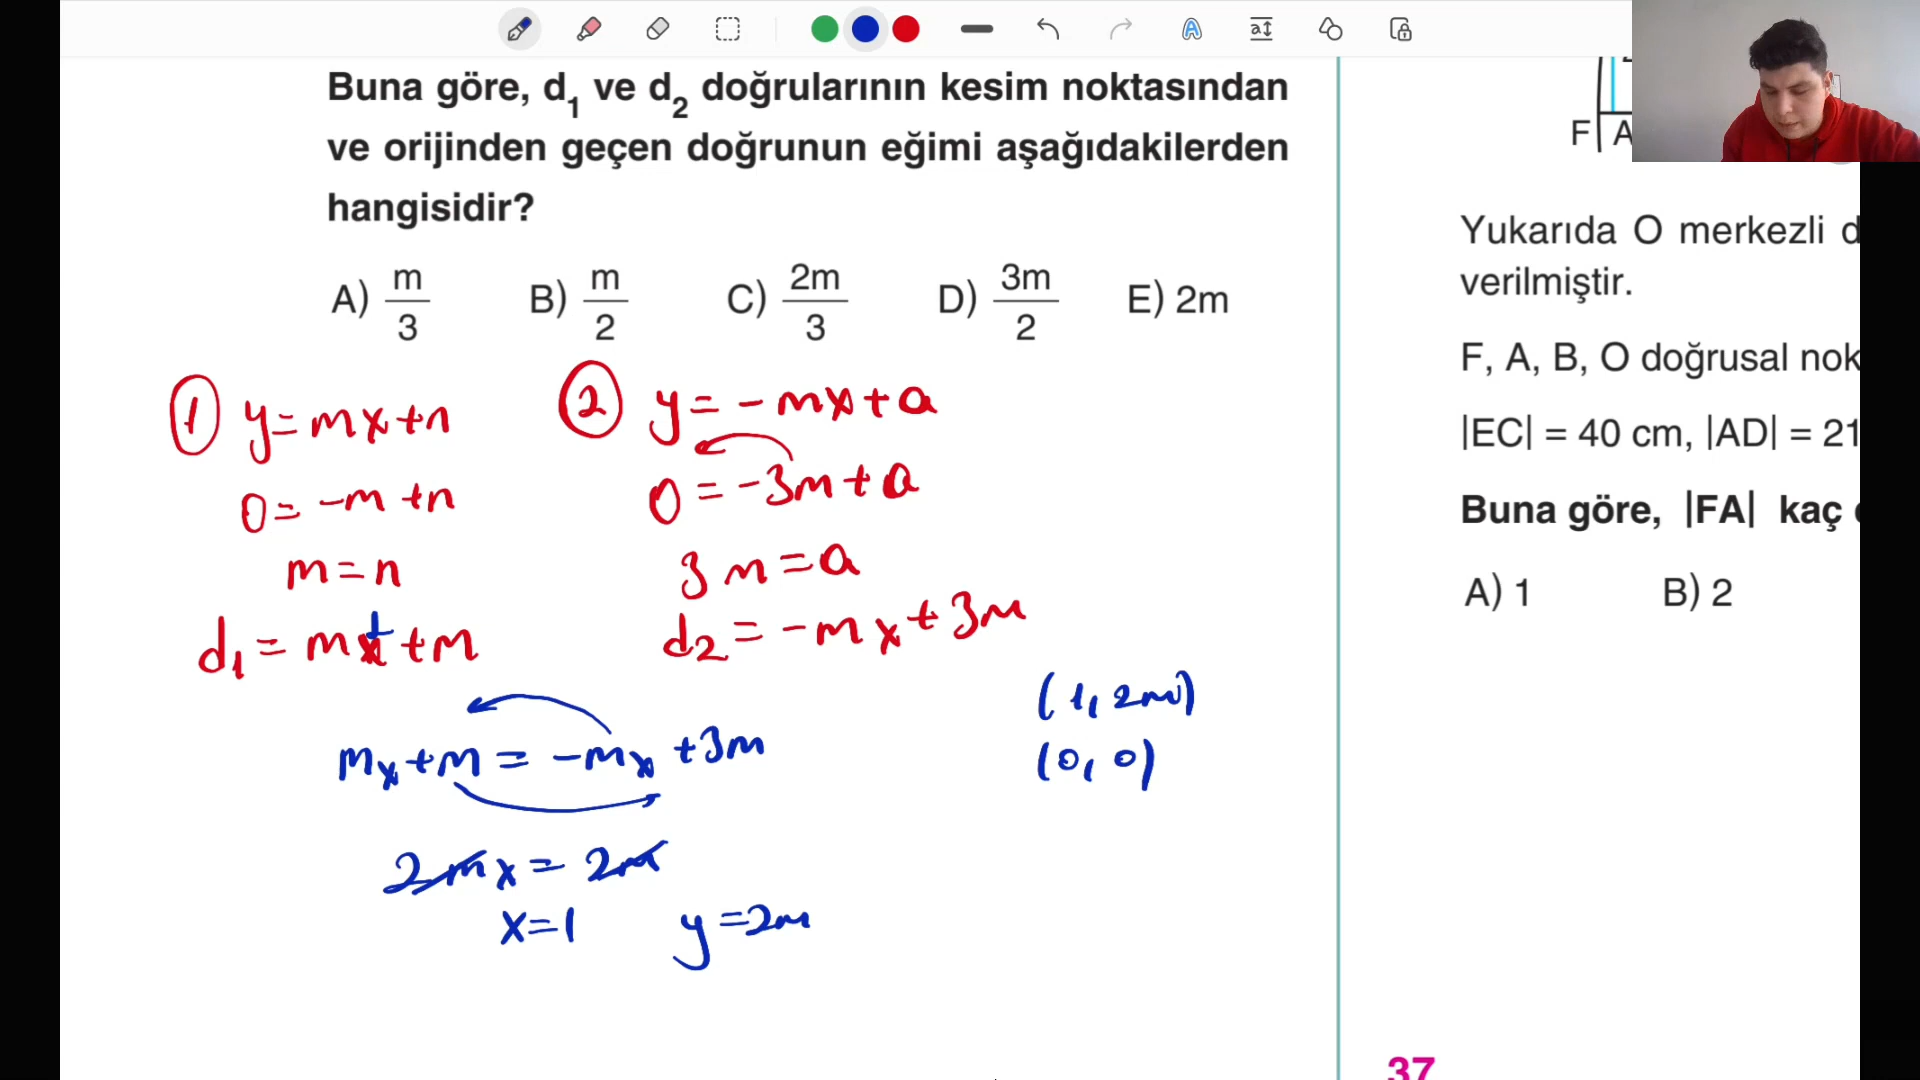 Buna göre, d1 ve d2 doğrularının kesim noktasından
ve orijinden geçen doğrunun eğimi aşağıdakilerden
hangisidir?
A) m/3 B) m/2 C) 2m/3 D) 3m/2 E) 2m
1 y=mx+n
0=-m+n
m=n
d1=mx+m
2 y=-mx+a
0=-3m+a
3m=a
d2=-mx+3m
mx+m=-mx+3m
2mx=2m
x=1 y=2m
(1, 2m)
(0, 0)
F A
Yukarıda O merkezli d
verilmiştir.
F, A, B, O doğrusal nok
|EC| = 40 cm, |AD| = 21
Buna göre, |FA| kaç
A) 1 B) 2
37